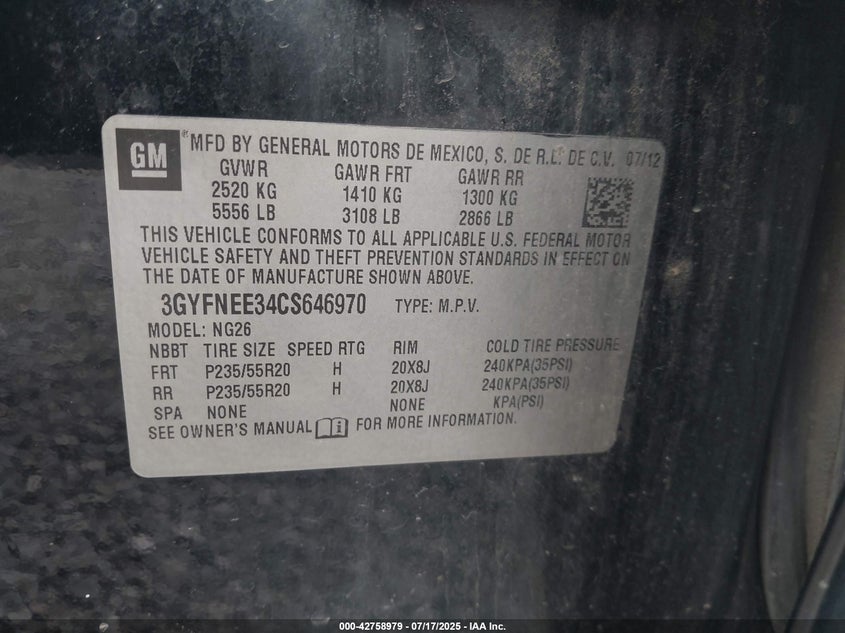 GM
® MFD BY GENERAL MOTORS DE MEXICO, S. DE R.L. DE C.V. 07/12
GVWR GAWR FRT GAWR RR
2520 KG 1410 KG 1300 KG
5556 LB 3108 LB 2866 LB
THIS VEHICLE CONFORMS TO ALL APPLICABLE U.S. FEDERAL MOTOR
VEHICLE SAFETY AND THEFT PREVENTION STANDARDS IN EFFECT ON
THE DATE OF MANUFACTURE SHOWN ABOVE.
3GYFNEE34CS646970 TYPE: M.P.V.
MODEL: NG26
NBBT TIRE SIZE SPEED RTG RIM COLD TIRE PRESSURE
FRT P235/55R20 H 20X8J 240KPA(35PSI)
RR P235/55R20 H 20X8J 240KPA(35PSI)
SPA NONE NONE KPA(PSI)
SEE OWNER'S MANUAL FOR MORE INFORMATION.
000-42758979 - 07/17/2025 - IAA Inc.